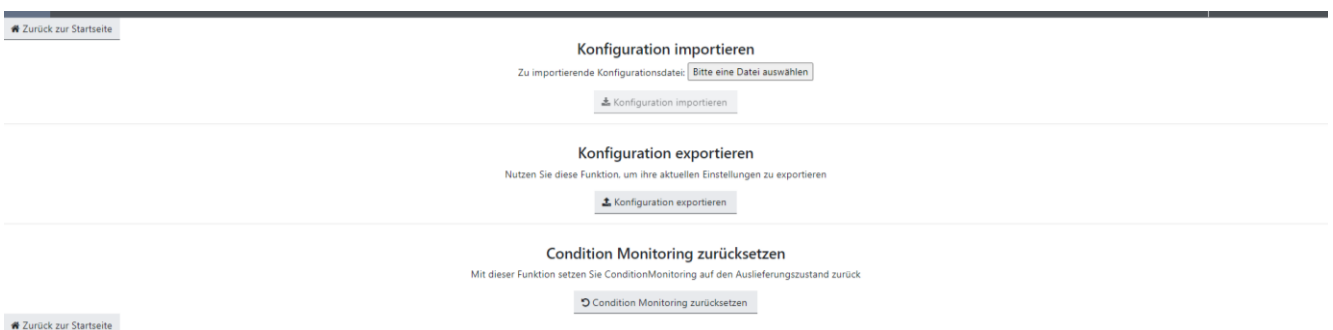 Zurück zur Startseite
Konfiguration importieren
Zu importierende Konfigurationsdatei: Bitte eine Datei auswählen
Konfiguration importieren
Konfiguration exportieren
Nutzen Sie diese Funktion, um ihre aktuellen Einstellungen zu exportieren
Konfiguration exportieren
Condition Monitoring zurücksetzen
Mit dieser Funktion setzen Sie ConditionMonitoring auf den Auslieferungszustand zurück
Condition Monitoring zurücksetzen
Zurück zur Startseite